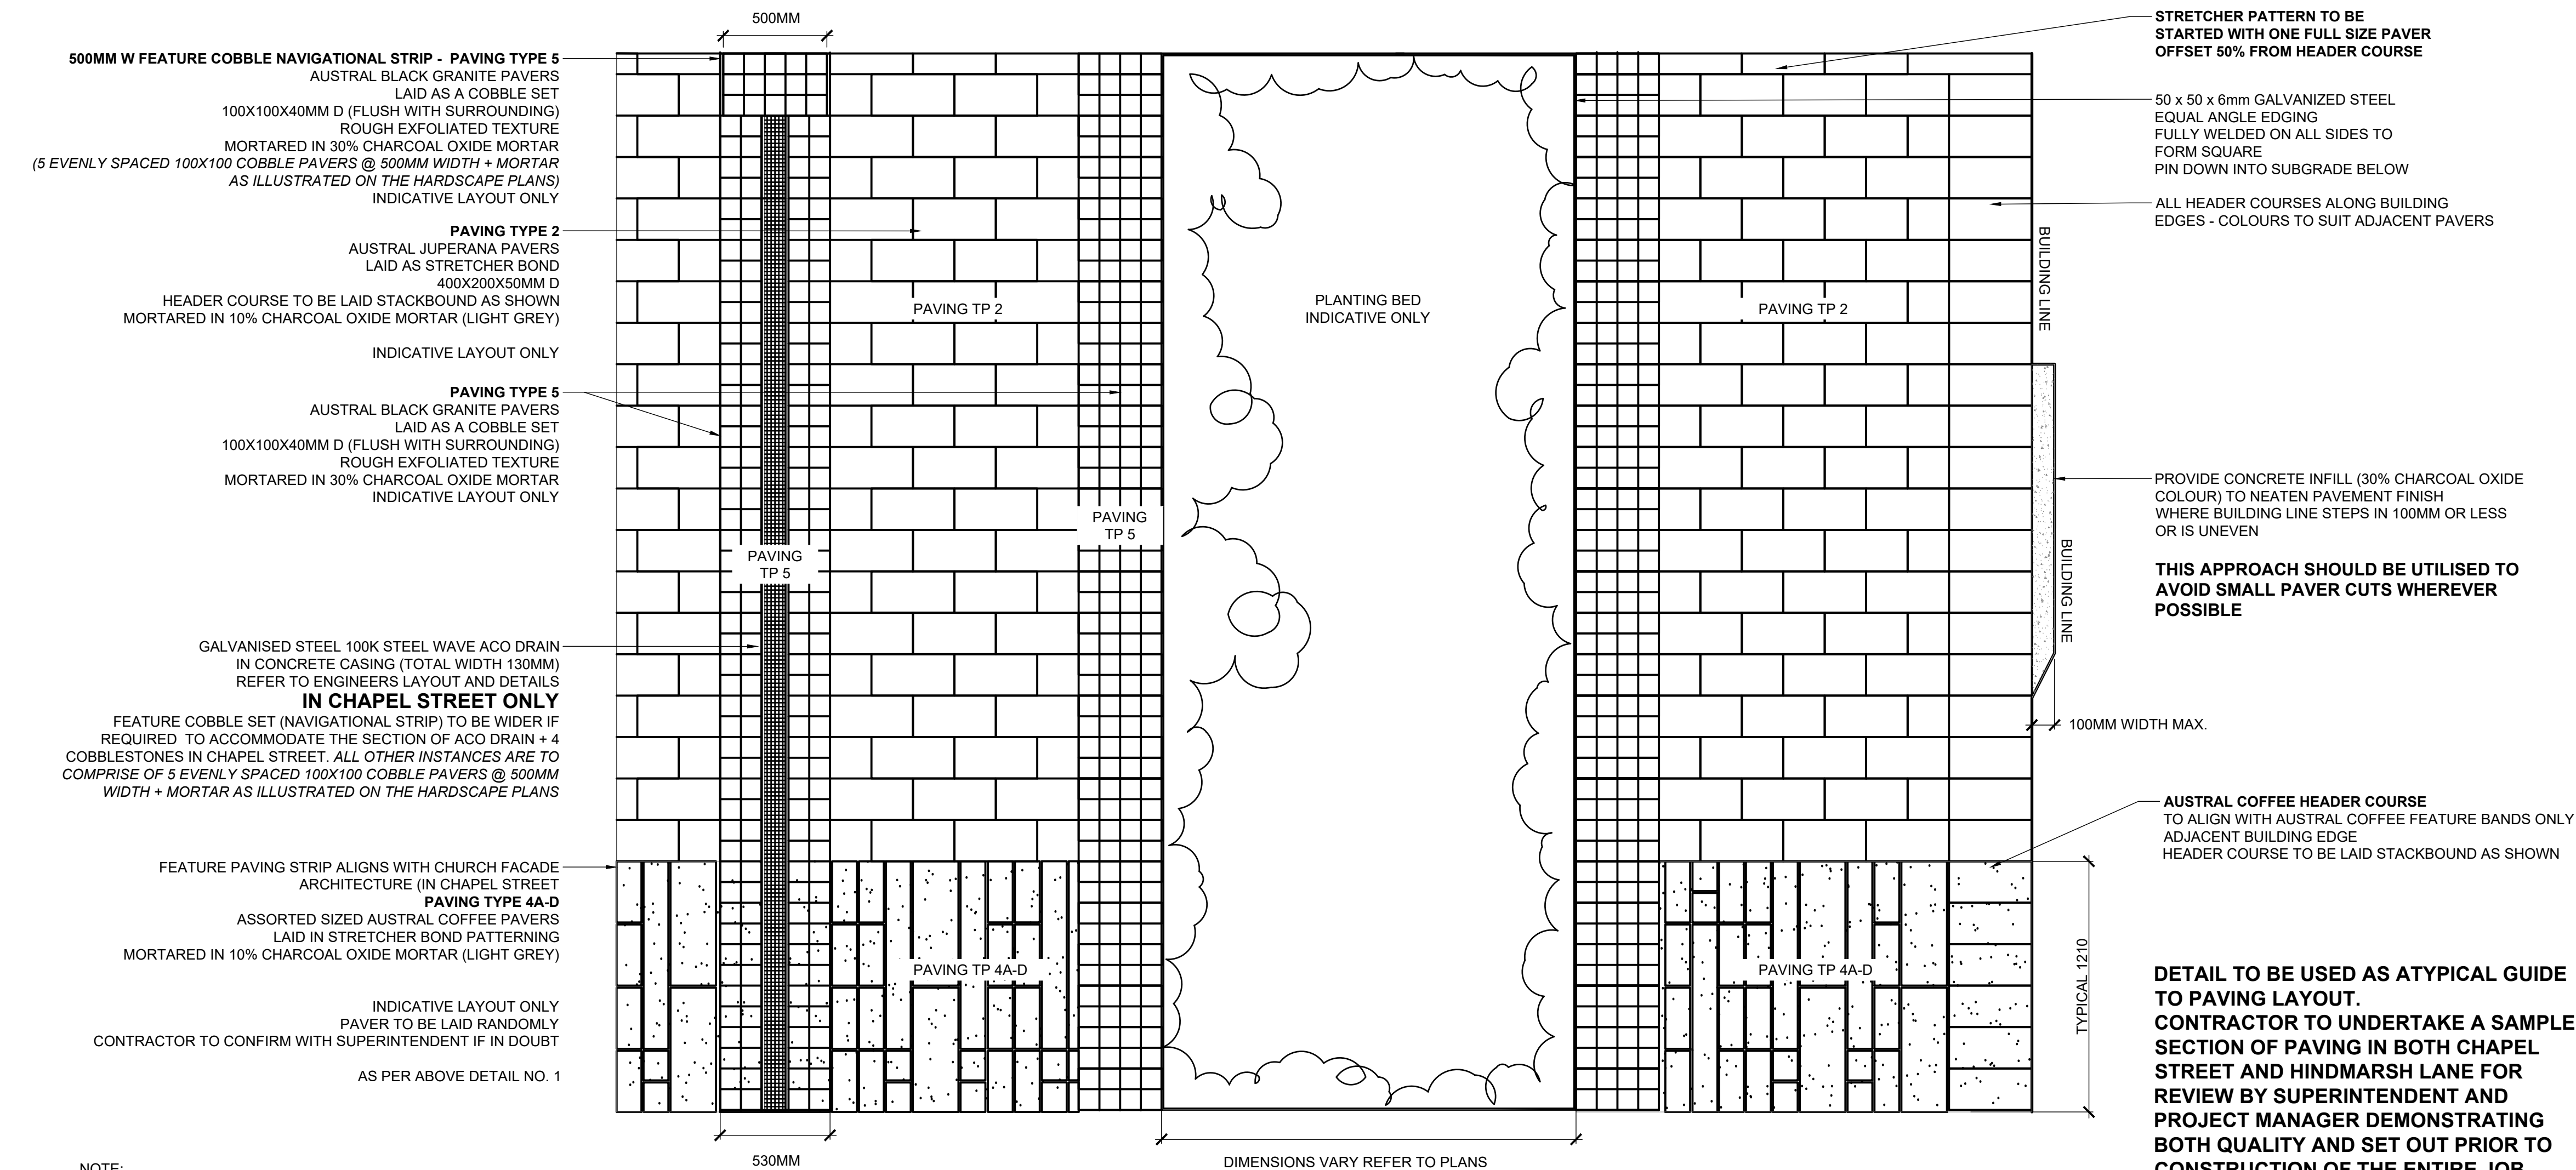 500MM
500MM W FEATURE COBBLE NAVIGATIONAL STRIP - PAVING TYPE 5
AUSTRAL BLACK GRANITE PAVERS
LAID AS A COBBLE SET
100X100X40MM D (FLUSH WITH SURROUNDING)
ROUGH EXFOLIATED TEXTURE
MORTARED IN 30% CHARCOAL OXIDE MORTAR
(5 EVENLY SPACED 100X100 COBBLE PAVERS @ 500MM WIDTH + MORTAR
AS ILLUSTRATED ON THE HARDSCAPE PLANS)
INDICATIVE LAYOUT ONLY
PAVING TYPE 2
AUSTRAL JUPERANA PAVERS
LAID AS STRETCHER BOND
400X200X50MM D
HEADER COURSE TO BE LAID STACKBOUND AS SHOWN
MORTARED IN 10% CHARCOAL OXIDE MORTAR (LIGHT GREY)
INDICATIVE LAYOUT ONLY
PAVING TYPE 5
AUSTRAL BLACK GRANITE PAVERS
LAID AS A COBBLE SET
100X100X40MM D (FLUSH WITH SURROUNDING)
ROUGH EXFOLIATED TEXTURE
MORTARED IN 30% CHARCOAL OXIDE MORTAR
INDICATIVE LAYOUT ONLY
GALVANISED STEEL 100K STEEL WAVE ACO DRAIN
IN CONCRETE CASING (TOTAL WIDTH 130MM)
REFER TO ENGINEERS LAYOUT AND DETAILS
IN CHAPEL STREET ONLY
FEATURE COBBLE SET (NAVIGATIONAL STRIP) TO BE WIDER IF
REQUIRED TO ACCOMMODATE THE SECTION OF ACO DRAIN + 4
COBBLESTONES IN CHAPEL STREET. ALL OTHER INSTANCES ARE TO
COMPRISE OF 5 EVENLY SPACED 100X100 COBBLE PAVERS @ 500MM
WIDTH + MORTAR AS ILLUSTRATED ON THE HARDSCAPE PLANS
FEATURE PAVING STRIP ALIGNS WITH CHURCH FACADE
ARCHITECTURE (IN CHAPEL STREET
PAVING TYPE 4A-D
ASSORTED SIZED AUSTRAL COFFEE PAVERS
LAID IN STRETCHER BOND PATTERNING
MORTARED IN 10% CHARCOAL OXIDE MORTAR (LIGHT GREY)
INDICATIVE LAYOUT ONLY
PAVER TO BE LAID RANDOMLY
CONTRACTOR TO CONFIRM WITH SUPERINTENDENT IF IN DOUBT
AS PER ABOVE DETAIL NO. 1
NOTE:
PAVING TP 2
PAVING
TP 5
PAVING
TP 5
PLANTING BED
INDICATIVE ONLY
PAVING TP 2
PAVING TP 4A-D
PAVING TP 4A-D
530MM
DIMENSIONS VARY REFER TO PLANS
BUILDING LINE
BUILDING LINE
100MM WIDTH MAX.
TYPICAL 1210
STRETCHER PATTERN TO BE
STARTED WITH ONE FULL SIZE PAVER
OFFSET 50% FROM HEADER COURSE
50 x 50 x 6mm GALVANIZED STEEL
EQUAL ANGLE EDGING
FULLY WELDED ON ALL SIDES TO
FORM SQUARE
PIN DOWN INTO SUBGRADE BELOW
ALL HEADER COURSES ALONG BUILDING
EDGES - COLOURS TO SUIT ADJACENT PAVERS
PROVIDE CONCRETE INFILL (30% CHARCOAL OXIDE
COLOUR) TO NEATEN PAVEMENT FINISH
WHERE BUILDING LINE STEPS IN 100MM OR LESS
OR IS UNEVEN
THIS APPROACH SHOULD BE UTILISED TO
AVOID SMALL PAVER CUTS WHEREVER
POSSIBLE
AUSTRAL COFFEE HEADER COURSE
TO ALIGN WITH AUSTRAL COFFEE FEATURE BANDS ONLY
ADJACENT BUILDING EDGE
HEADER COURSE TO BE LAID STACKBOUND AS SHOWN
DETAIL TO BE USED AS ATYPICAL GUIDE
TO PAVING LAYOUT.
CONTRACTOR TO UNDERTAKE A SAMPLE
SECTION OF PAVING IN BOTH CHAPEL
STREET AND HINDMARSH LANE FOR
REVIEW BY SUPERINTENDENT AND
PROJECT MANAGER DEMONSTRATING
BOTH QUALITY AND SET OUT PRIOR TO
CONSTRUCTION OF THE ENTIRE JOB